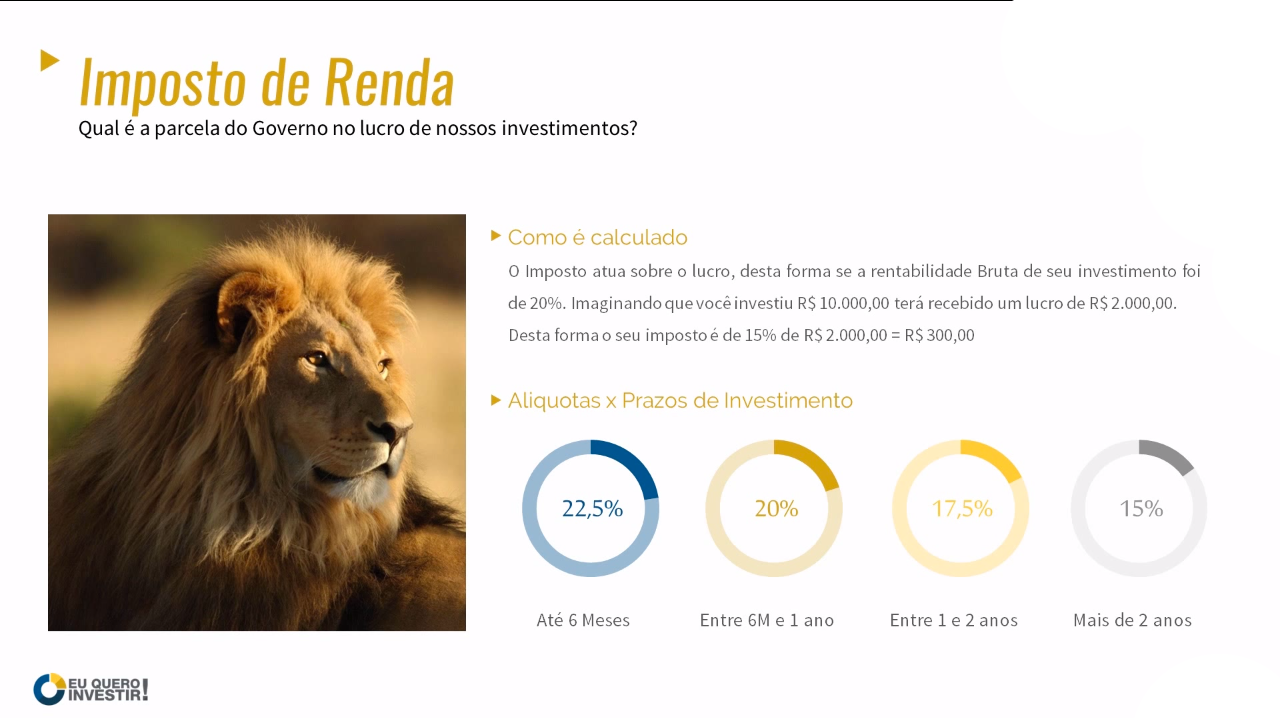 Imposto de Renda
Qual é a parcela do Governo no lucro de nossos investimentos?
Como é calculado
O Imposto atua sobre o lucro, desta forma se a rentabilidade Bruta de seu investimento foi
de 20%. Imaginando que você investiu R$ 10.000,00 terá recebido um lucro de R$ 2.000,00.
Desta forma o seu imposto é de 15% de R$ 2.000,00 = R$ 300,00
Aliquotas x Prazos de Investimento
22,5% 20% 17,5% 15%
Até 6 Meses Entre 6M e 1 ano Entre 1 e 2 anos Mais de 2 anos
EU QUERO
INVESTIR!